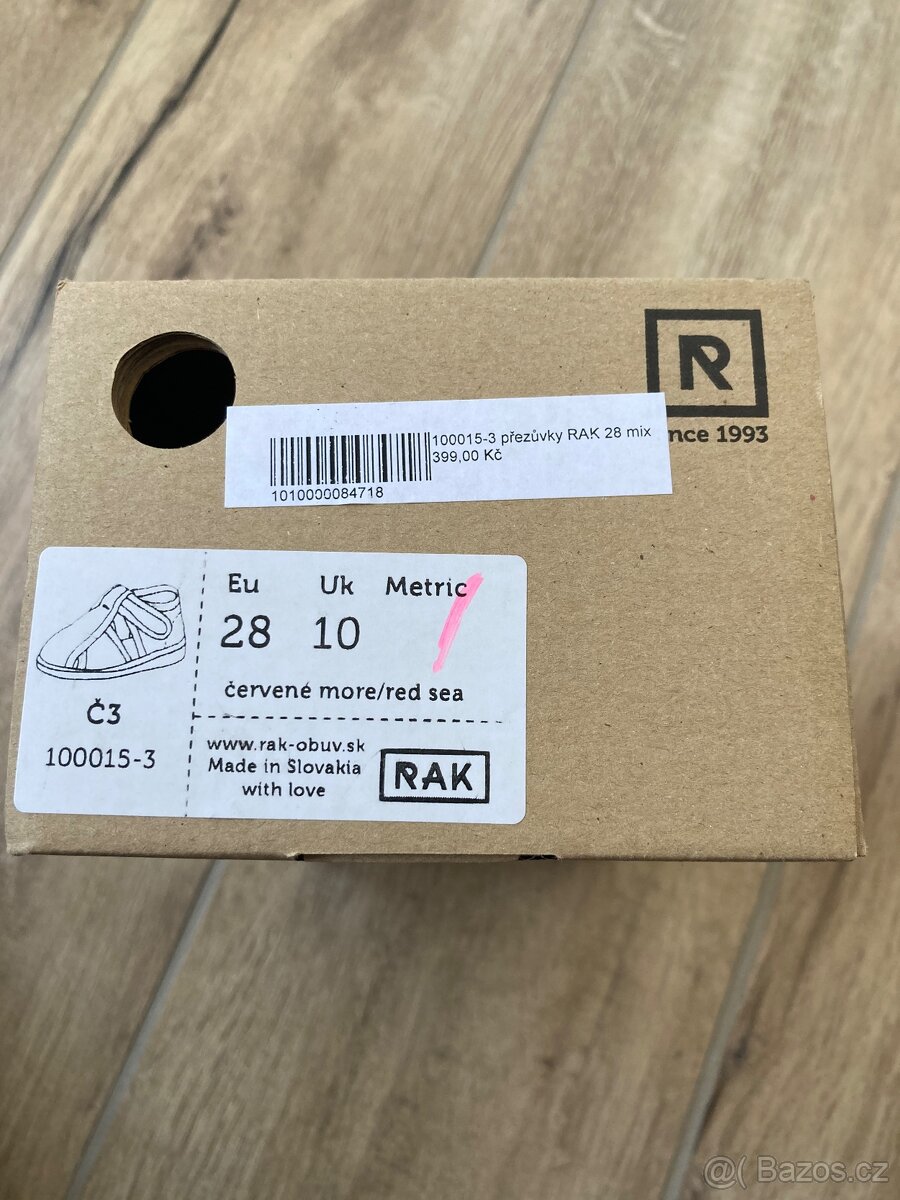 R
nce 1993
100015-3 přezůvky RAK 28 mix
399,00 Kč
1010000084718
Eu Uk Metric
28 10
červené more/red sea
Č3
100015-3
www.rak-obuv.sk
Made in Slovakia
with love
RAK
@( Bazos.cz